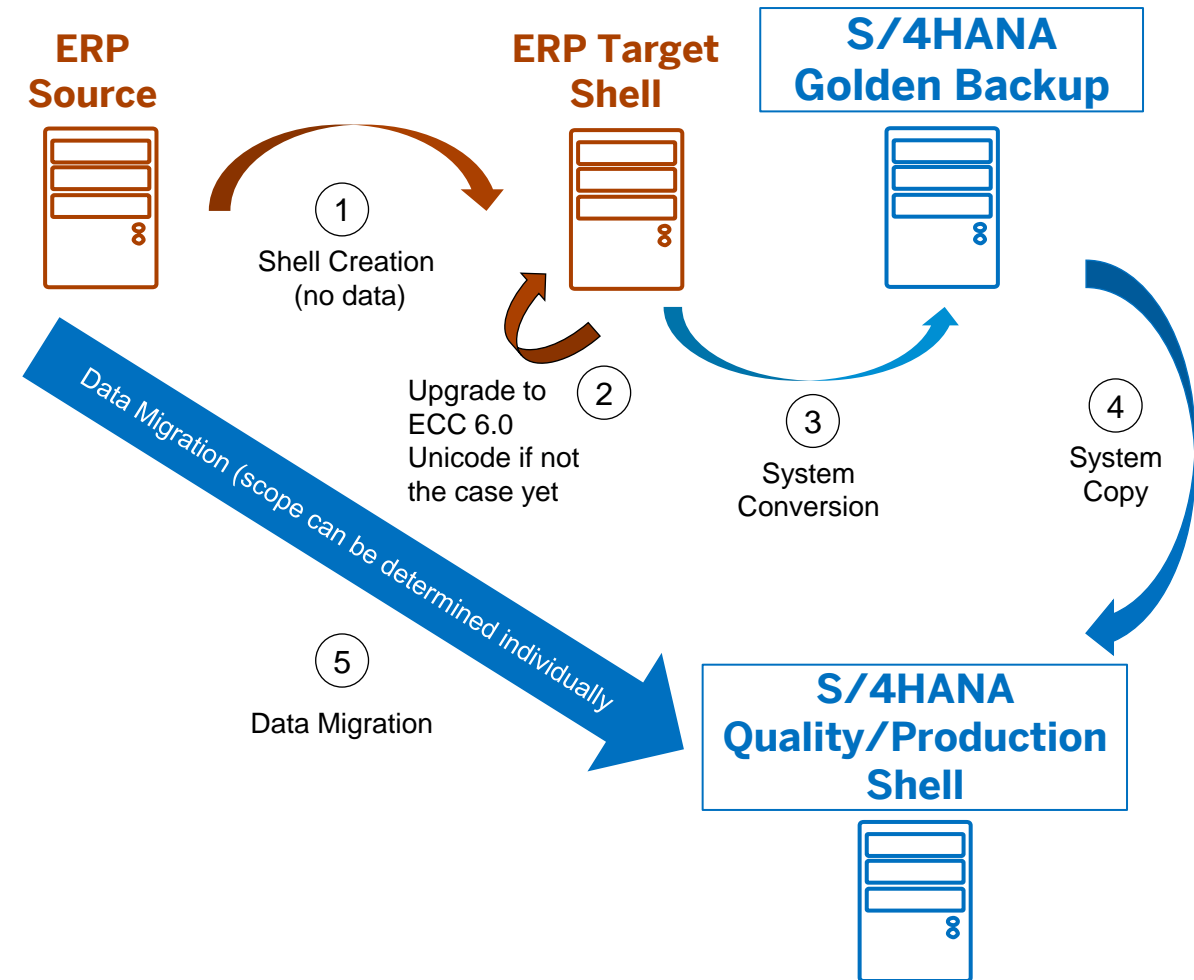 ERP
Source
ERP Target
Shell
S/4HANA
Golden Backup
1
Shell Creation
(no data)
Upgrade to
ECC 6.0
Unicode if not
the case yet
2
3
System
Conversion
4
System
Copy
Data Migration (scope can be determined individually
5
Data Migration
S/4HANA
Quality/Production
Shell